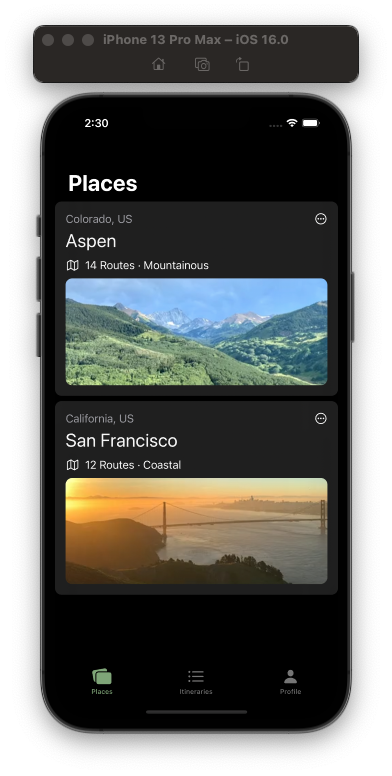 iPhone 13 Pro Max – iOS 16.0
2:30
Places
Colorado, US
Aspen
14 Routes · Mountainous
California, US
San Francisco
12 Routes · Coastal
Places
Itineraries
Profile